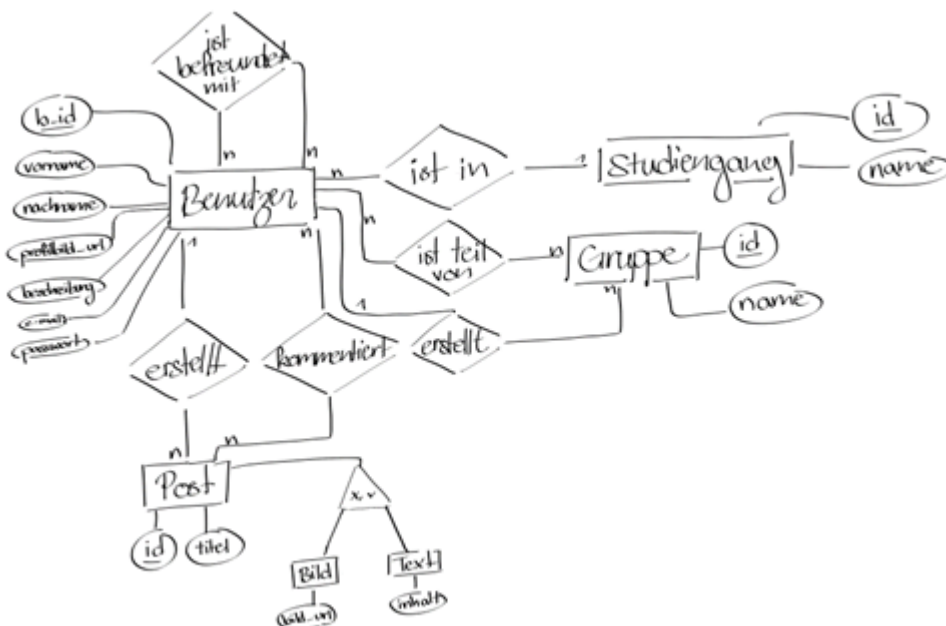 ist
befreundet
mit
b_id
vorname
nachname
profilbild_url
beschreibung
e-mail
passwort
n
n
Benutzer
n
ist in
1
Studiengang
id
name
n
ist teil
von
n
Gruppe
id
name
1
n
1
erstellt
n
erstellt
kommentiert
n
n
Post
id
titel
x, v
Bild
bild_url
Text
inhalt